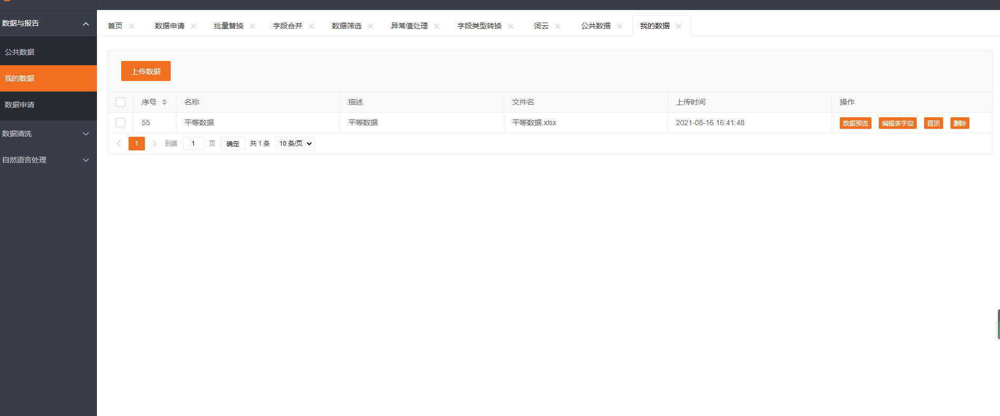 数据与报告
公共数据
我的数据
数据申请
数据清洗
自然语言处理
首页 数据申请 批量替换 字段合并 数据筛选 异常值处理 字段类型转换 词云 公共数据 我的数据
上传数据
序号 名称 描述 文件名 上传时间 操作
55 平等数据 平等数据 平等数据.xlsx 2021-08-16 16:41:48 数据预览 编辑表字段 置顶 删除
1 到第 1 页 确定 共 1 条 10 条/页